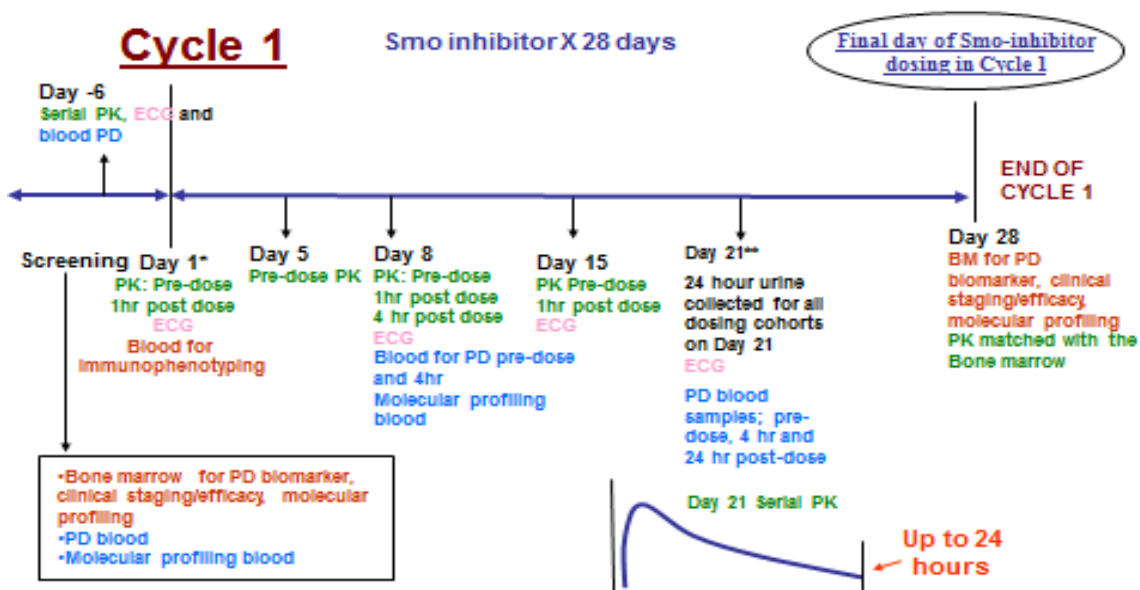 Cycle 1
Smo inhibitor X 28 days
Final day of Smo-inhibitor
dosing in Cycle 1
Day -6
Serial PK, ECG and
blood PD
END OF
CYCLE 1
Screening
Day 1*
PK: Pre-dose
1hr post dose
ECG
Blood for
immunophenotyping
Day 5
Pre-dose PK
Day 8
PK: Pre-dose
1hr post dose
4 hr post dose
ECG
Blood for PD pre-dose
and 4hr
Molecular profiling
blood
Day 15
PK Pre-dose
1hr post dose
ECG
Day 21**
24 hour urine
collected for all
dosing cohorts
on Day 21
ECG
PD blood
samples; pre-
dose, 4 hr and
24 hr post-dose
Day 28
BM for PD
biomarker, clinical
staging/efficacy,
molecular profiling
PK matched with the
Bone marrow
•Bone marrow for PD biomarker,
clinical staging/efficacy, molecular
profiling
•PD blood
•Molecular profiling blood
Day 21 Serial PK
Up to 24
hours